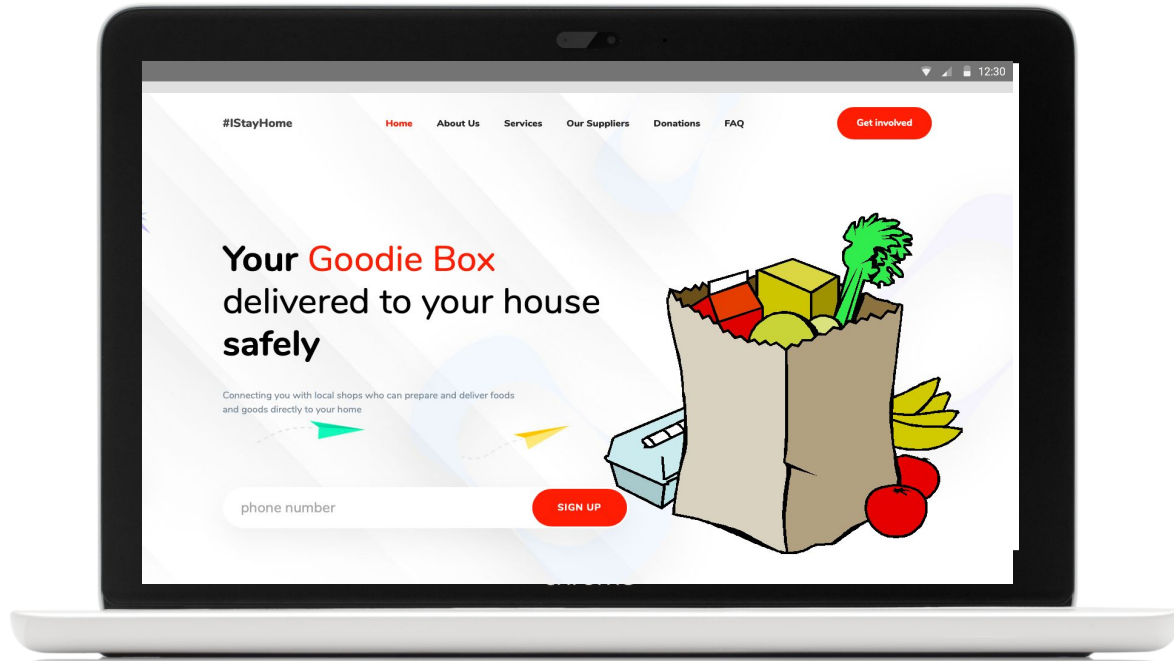 12:30
#IStayHome
Home About Us Services Our Suppliers Donations FAQ
Get involved
Your Goodie Box
delivered to your house
safely
Connecting you with local shops who can prepare and deliver foods
and goods directly to your home
phone number
SIGN UP